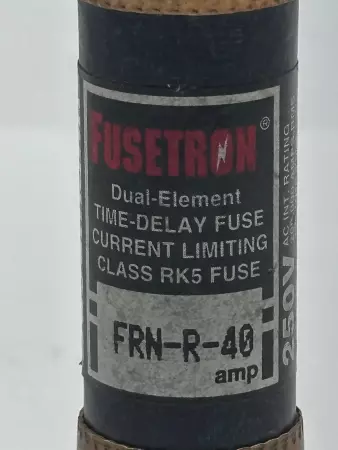 FUSETRON®
Dual-Element
TIME-DELAY FUSE
CURRENT LIMITING
CLASS RK5 FUSE
FRN-R-40
amp
250V
AC INT. RATING